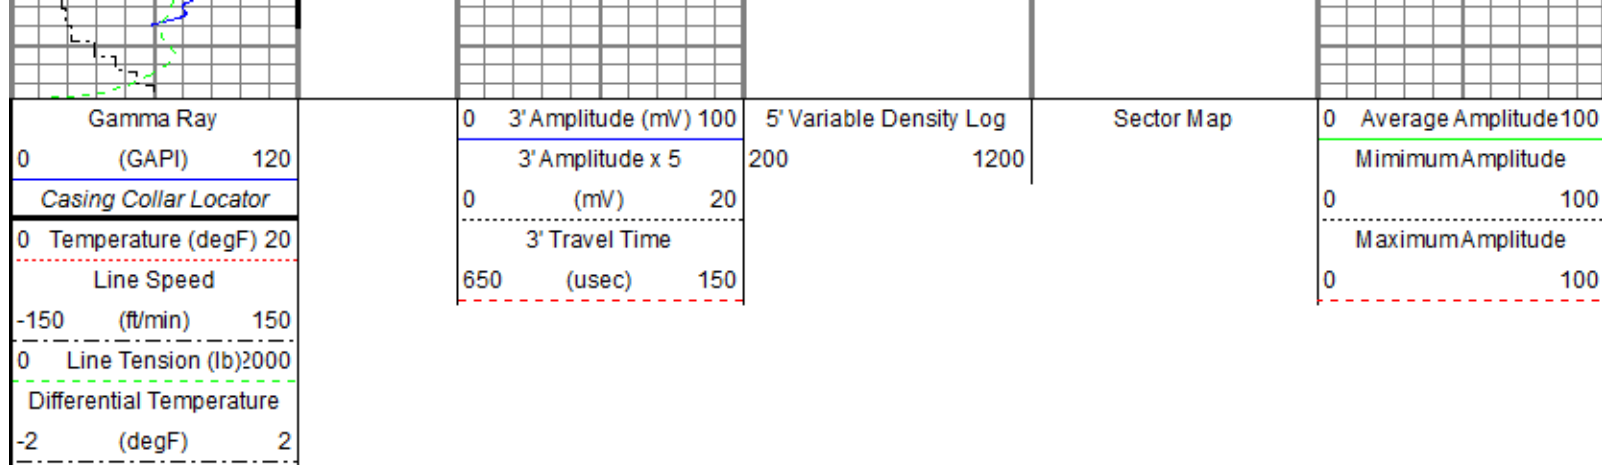 Gamma Ray
0 (GAPI) 120
Casing Collar Locator
0 Temperature (degF) 20
Line Speed
-150 (ft/min) 150
0 Line Tension (lb)2000
Differential Temperature
-2 (degF) 2
0 3' Amplitude (mV) 100
3' Amplitude x 5
0 (mV) 20
3' Travel Time
650 (usec) 150
5' Variable Density Log
200 1200
Sector Map
0 Average Amplitude 100
Mimimum Amplitude
0 100
Maximum Amplitude
0 100